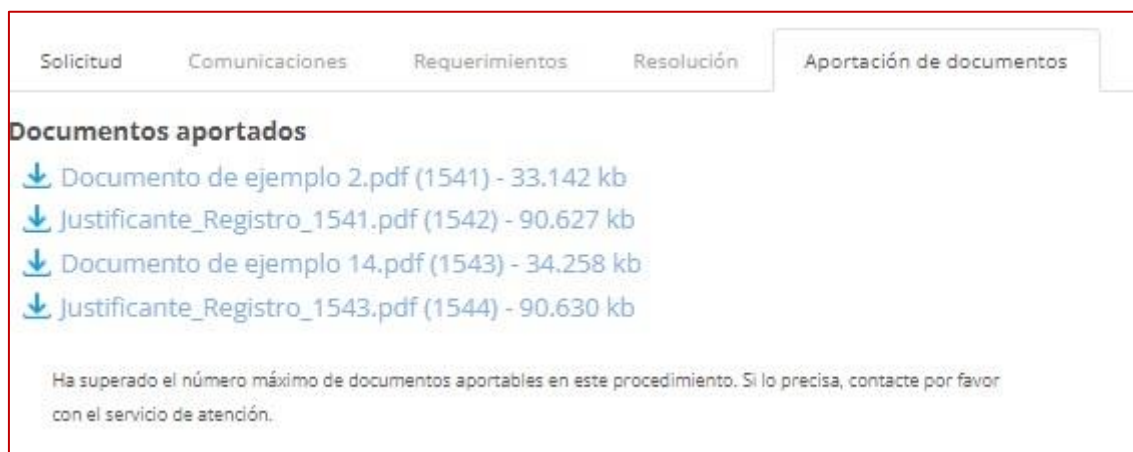 Solicitud Comunicaciones Requerimientos Resolución Aportación de documentos
Documentos aportados
Documento de ejemplo 2.pdf (1541) - 33.142 kb
Justificante_Registro_1541.pdf (1542) - 90.627 kb
Documento de ejemplo 14.pdf (1543) - 34.258 kb
Justificante_Registro_1543.pdf (1544) - 90.630 kb
Ha superado el número máximo de documentos aportables en este procedimiento. Si lo precisa, contacte por favor
con el servicio de atención.